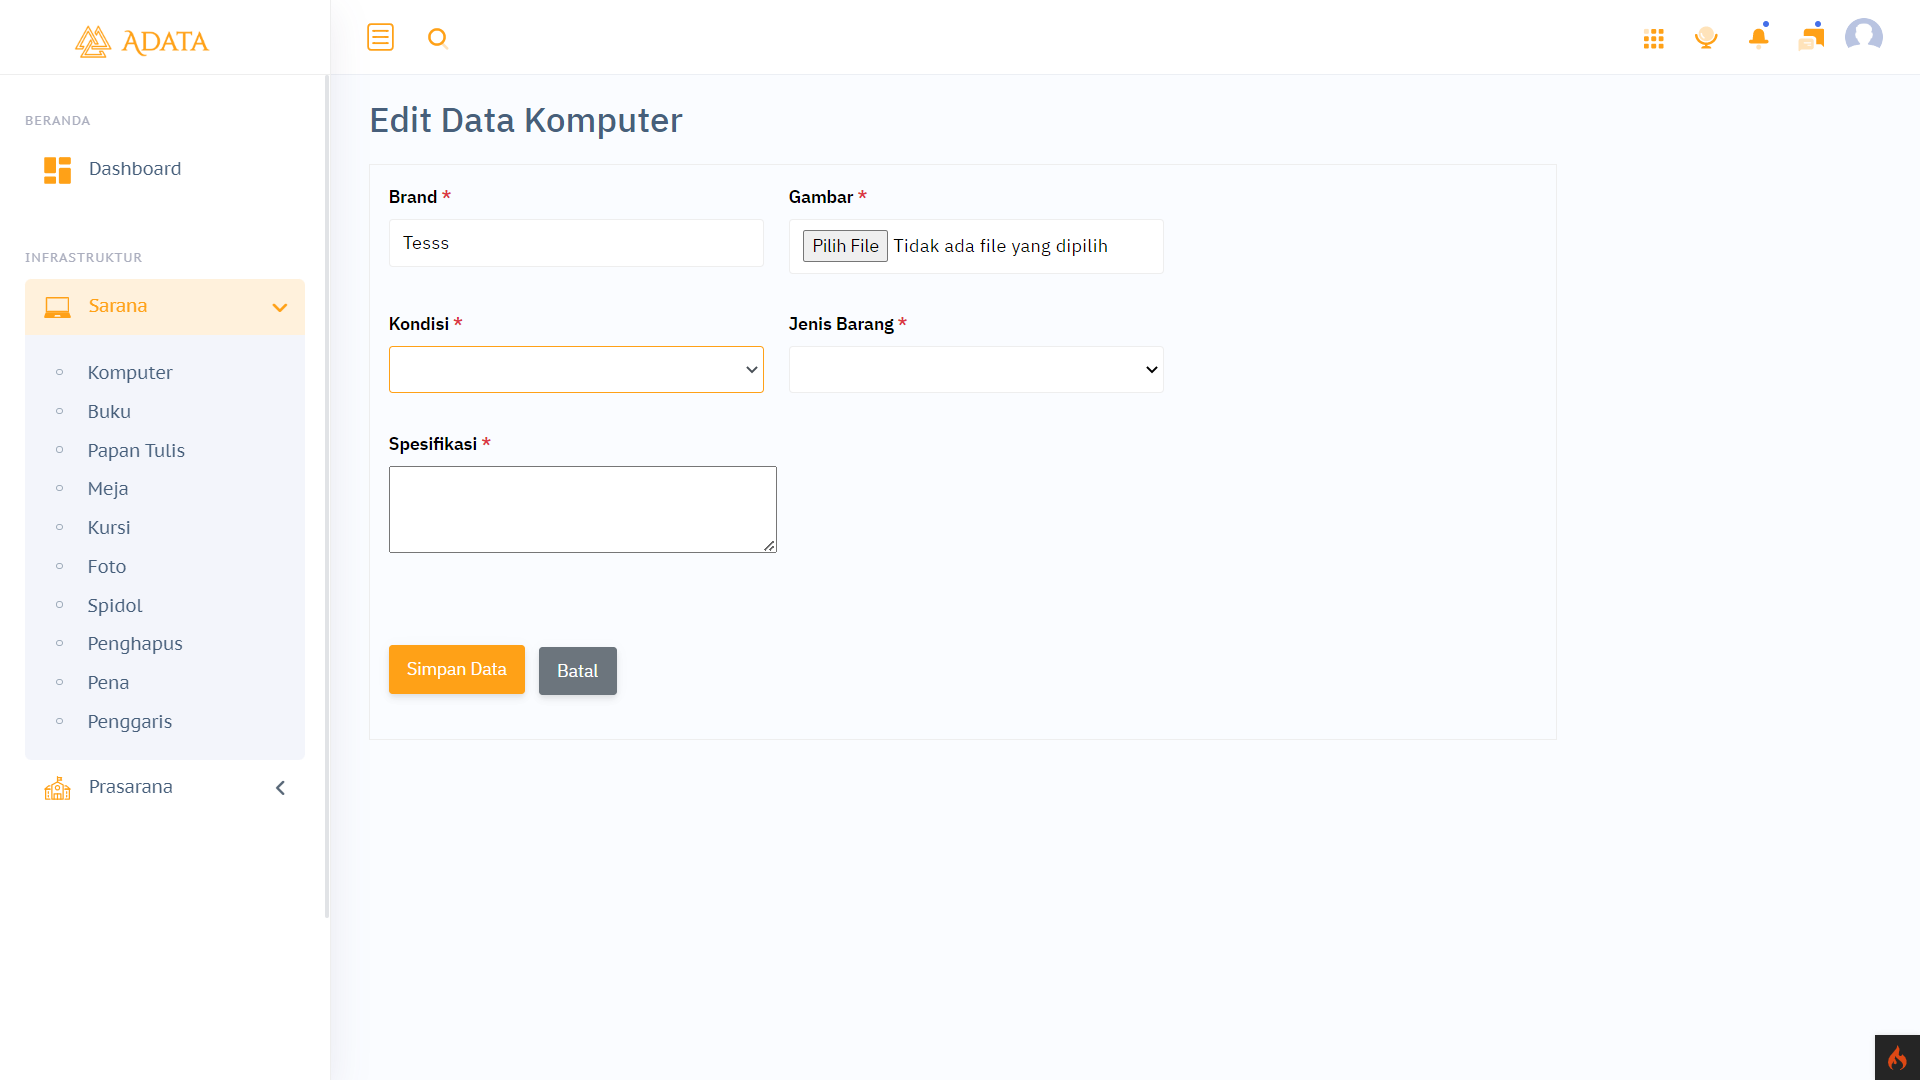 ADATA
BERANDA
Dashboard
INFRASTRUKTUR
Sarana
Komputer
Buku
Papan Tulis
Meja
Kursi
Foto
Spidol
Penghapus
Pena
Penggaris
Prasarana
Edit Data Komputer
Brand *
Gambar *
Tesss
Pilih File Tidak ada file yang dipilih
Kondisi *
Jenis Barang *
Spesifikasi *
Simpan Data
Batal